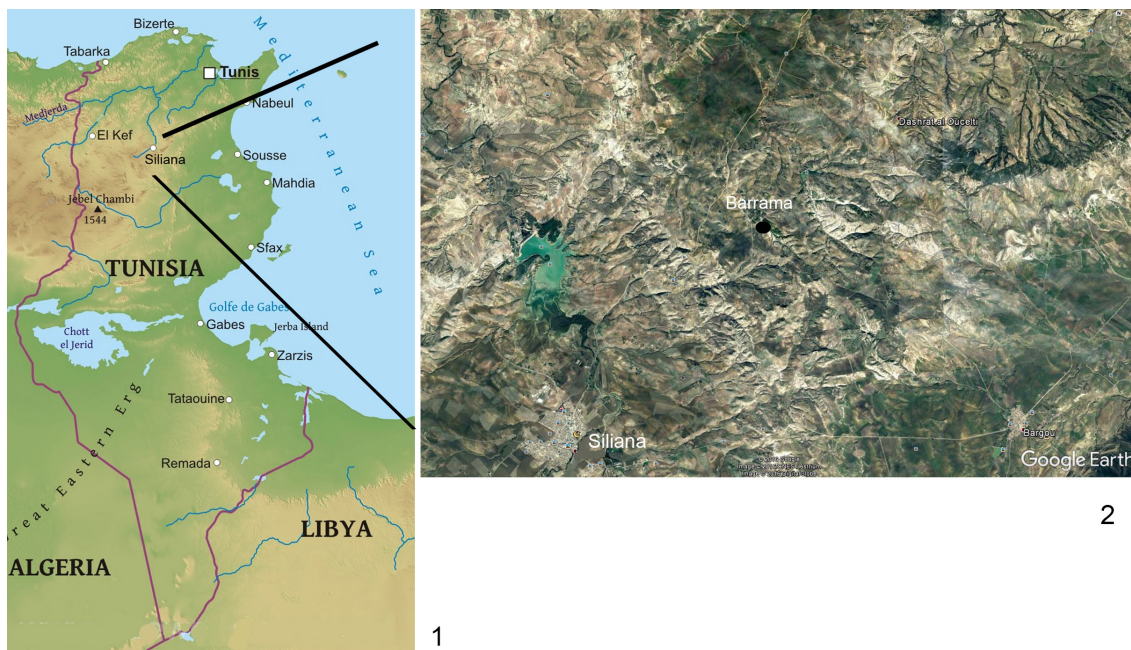 Bizerte
Tabarka
Tunis
Mediterranean Sea
Medjerda
Nabeul
El Kef
Siliana
Sousse
Mahdia
Jebel Chambi
1544
Sfax
TUNISIA
Golfe de Gabes
Gabes
Jerba Island
Chott
el Jerid
Zarzis
Tataouine
Remada
Great Eastern Erg
LIBYA
ALGERIA
1
Dashrat al Oucelti
Barrama
Siliana
Bargou
Google Earth
2